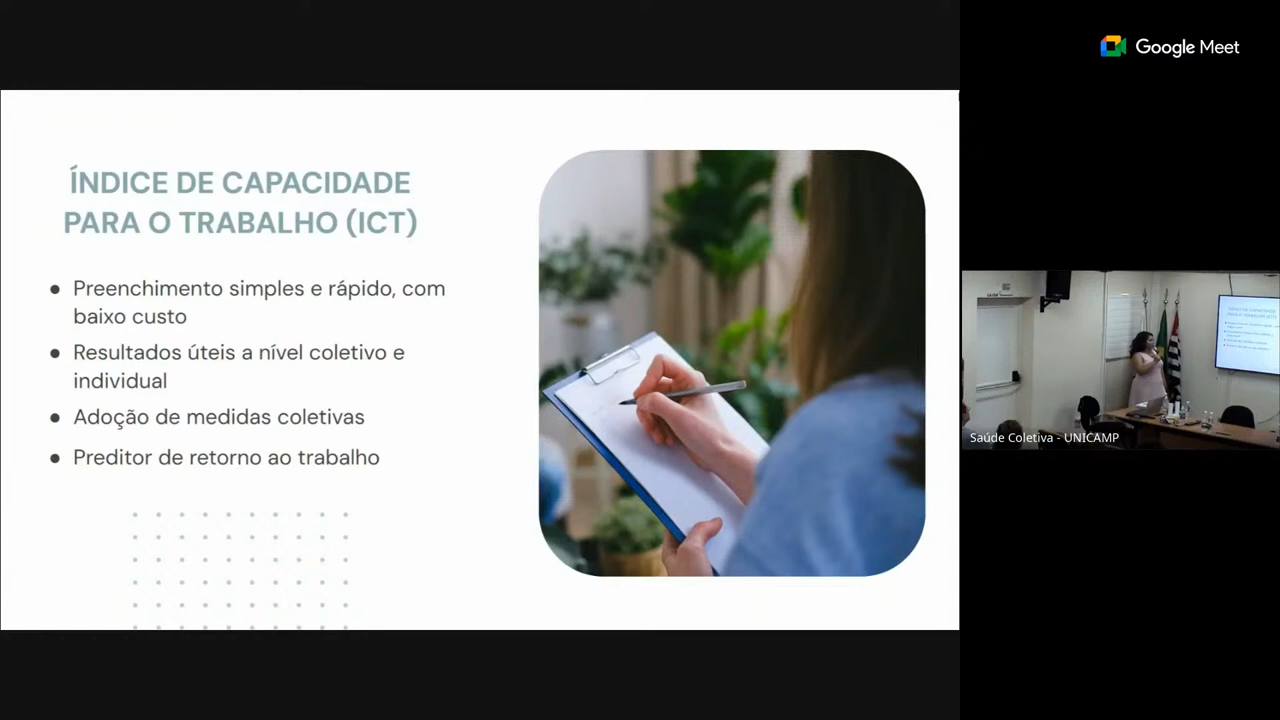 Google Meet
ÍNDICE DE CAPACIDADE
PARA O TRABALHO (ICT)
● Preenchimento simples e rápido, com
baixo custo
● Resultados úteis a nível coletivo e
individual
● Adoção de medidas coletivas
● Preditor de retorno ao trabalho
Saúde Coletiva - UNICAMP